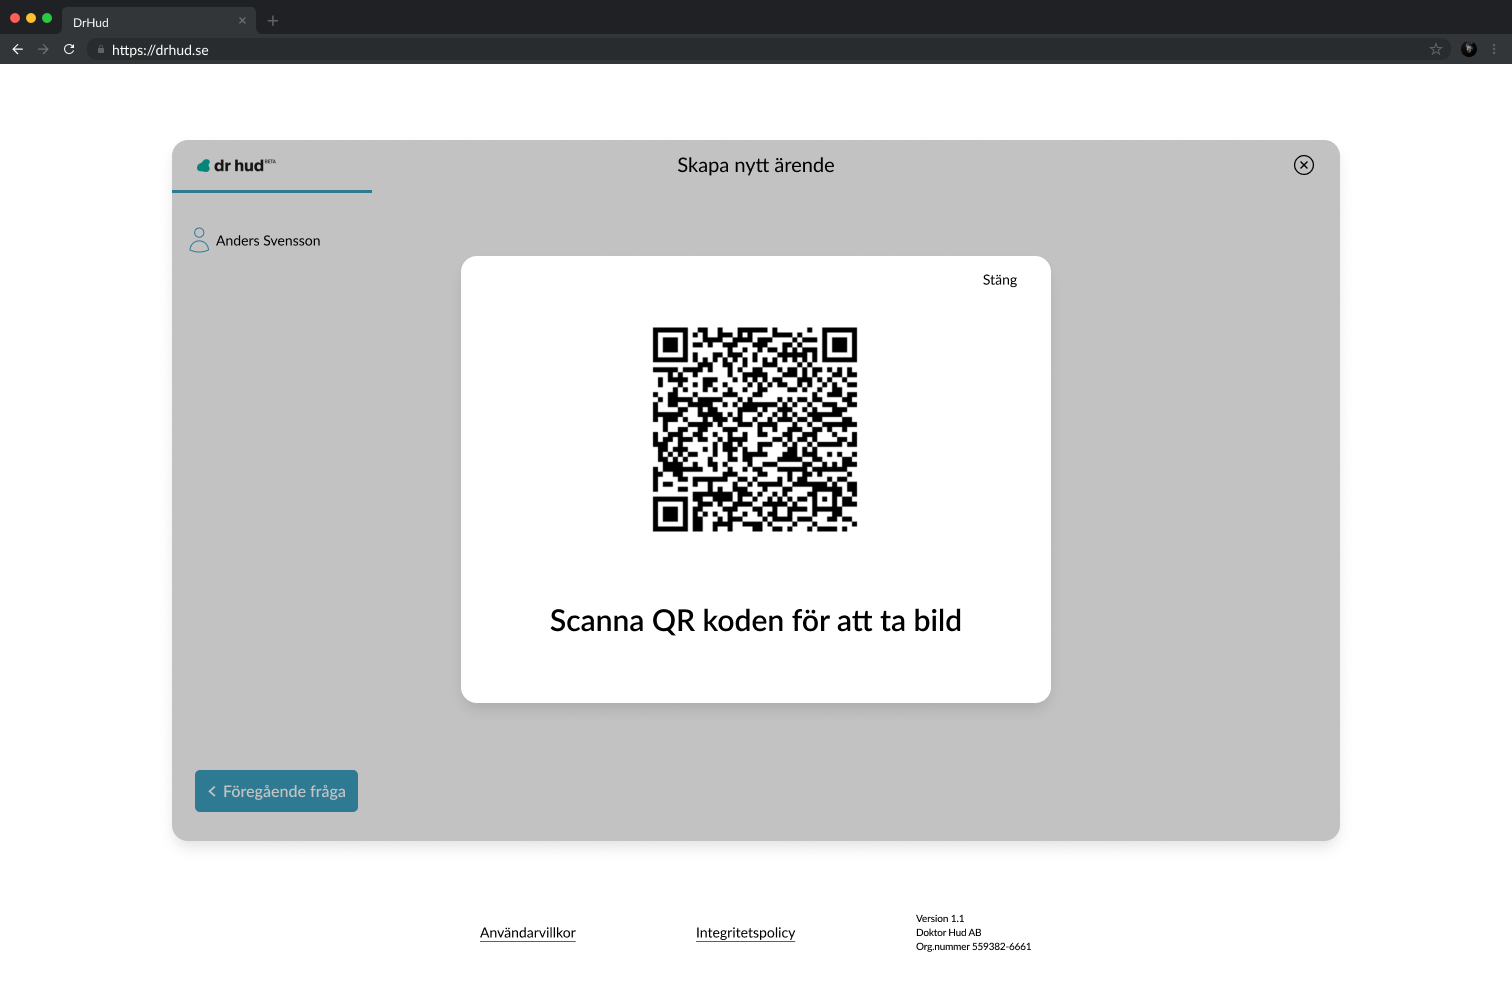 DrHud
https://drhud.se
dr hud BETA
Skapa nytt ärende
Anders Svensson
Stäng
Scanna QR koden för att ta bild
Föregående fråga
Användarvillkor
Integritetspolicy
Version 1.1
Doktor Hud AB
Org.nummer 559382-6661